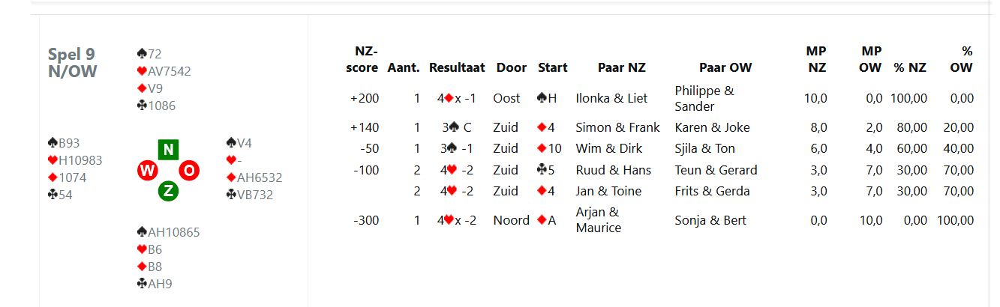 Spel 9
N/OW
♠72
♥AV7542
♦V9
♣1086
♠B93
♥H10983
♦1074
♣54
N
W O
Z
♠V4
♥-
♦AH6532
♣VB732
♠AH10865
♥B6
♦B8
♣AH9
NZ-
score Aant. Resultaat Door Start Paar NZ Paar OW MP
NZ MP
OW % NZ %
OW
+200 1 4♦x -1 Oost ♠H Ilonka & Liet Philippe &
Sander 10,0 0,0 100,00 0,00
+140 1 3♠ C Zuid ♦4 Simon & Frank Karen & Joke 8,0 2,0 80,00 20,00
-50 1 3♠ -1 Zuid ♦10 Wim & Dirk Sjila & Ton 6,0 4,0 60,00 40,00
-100 2 4♥ -2 Zuid ♣5 Ruud & Hans Teun & Gerard 3,0 7,0 30,00 70,00
2 4♥ -2 Zuid ♦4 Jan & Toine Frits & Gerda 3,0 7,0 30,00 70,00
-300 1 4♥x -2 Noord ♦A Arjan &
Maurice Sonja & Bert 0,0 10,0 0,00 100,00